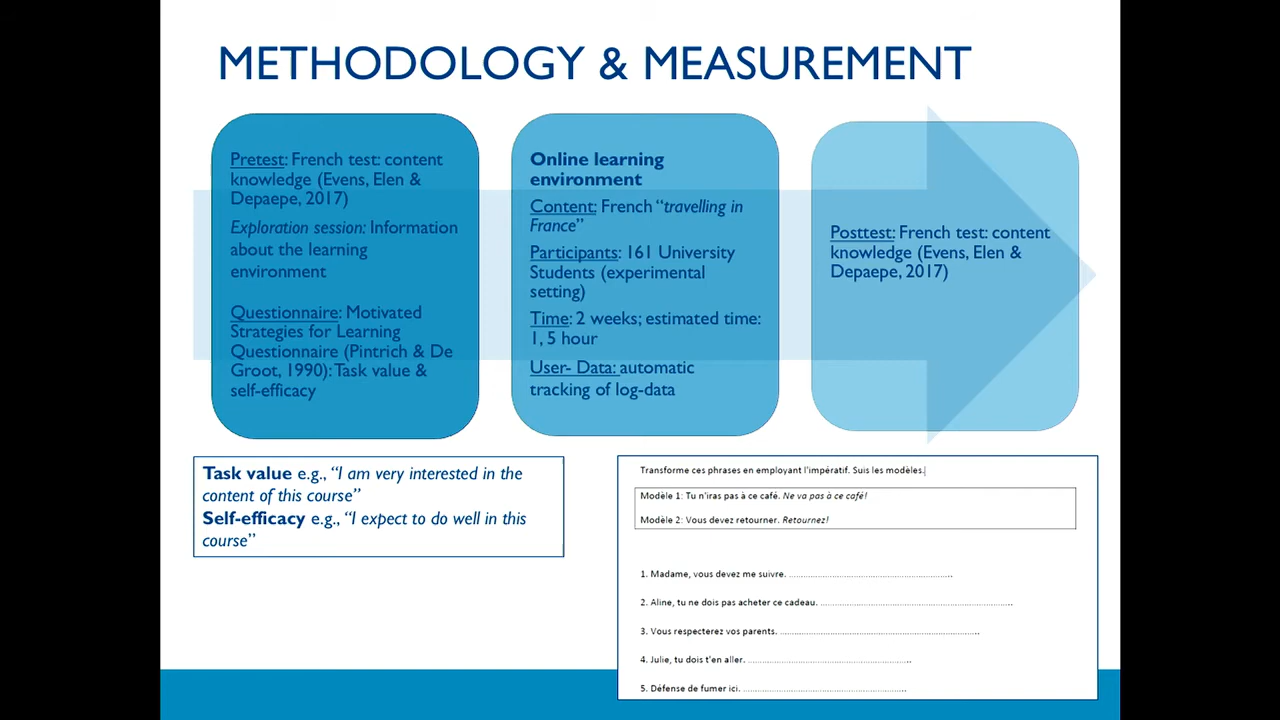 METHODOLOGY & MEASUREMENT
Pretest: French test: content
knowledge (Evens, Elen &
Depaepe, 2017)
Exploration session: Information
about the learning
environment
Questionnaire: Motivated
Strategies for Learning
Questionnaire (Pintrich & De
Groot, 1990): Task value &
self-efficacy
Online learning
environment
Content: French “travelling in
France”
Participants: 161 University
Students (experimental
setting)
Time: 2 weeks; estimated time:
1, 5 hour
User- Data: automatic
tracking of log-data
Posttest: French test: content
knowledge (Evens, Elen &
Depaepe, 2017)
Task value e.g., “I am very interested in the
content of this course”
Self-efficacy e.g., “I expect to do well in this
course”
Transforme ces phrases en employant l'impératif. Suis les modèles.
Modèle 1: Tu n'iras pas à ce café. Ne va pas à ce café!
Modèle 2: Vous devez retourner. Retournez!
1. Madame, vous devez me suivre. ..........................................................
2. Aline, tu ne dois pas acheter ce cadeau. ....................................................................
3. Vous respecterez vos parents. ......................................................................
4. Julie, tu dois t'en aller. .........................................................
5. Défense de fumer ici. .........................................................